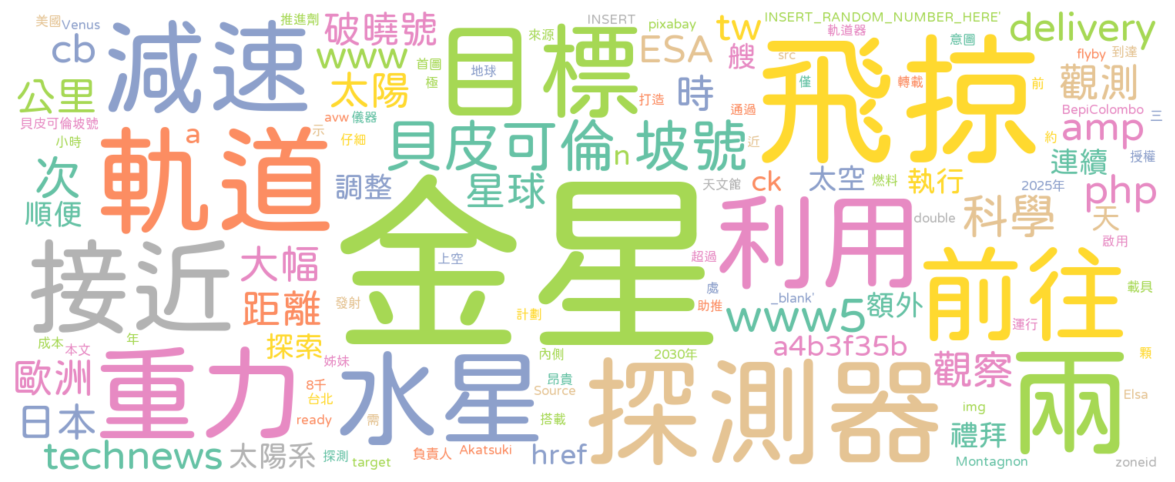 美國 Venus 推進劑 破曉號 INSERT pixabay INSERT_RANDOM_NUMBER_HERE'
cb 減速 www 首圖 目標 來源 ESA tw 軌道器 意圖 delivery
太陽 極 地球 艘 src 飛掠 flyby 到達
公里 時 僅 轉載 前 觀測
貝皮可倫坡號 a avw 儀器 打造 通過 BepiColombo 三
小時 軌道 示 仔細 貝皮可倫坡號 n 近 約 amp
次 調整 星球 天文館 ck 太空 燃料 執行 連續 授權
順便 2025年 php
金星 利用 double 科學 天
接近 大幅 上空 超過 啟用
距離 發射 處 _blank' 前往 載具
計劃 助推 www5 額外 運行
成本 年 探索 a4b3f35b 顆
本文 姊妹 內側 2030年
歐洲 重力 8千 水星 昂貴 探測器 觀察 兩
台北 Source Elsa
日本 ready 需 搭載 img 禮拜
technews 太陽系 探測 target 負責人 Akatsuki href Montagnon zoneid